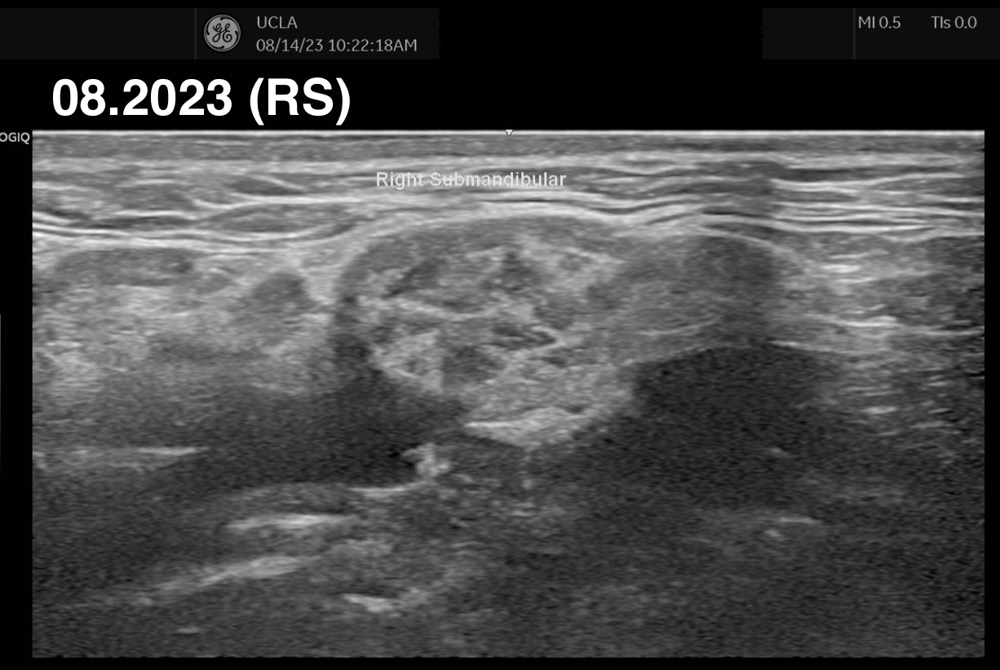 UCLA
08/14/23 10:22:18AM
MI 0.5 TIs 0.0
08.2023 (RS)
OGIQ
Right Submandibular